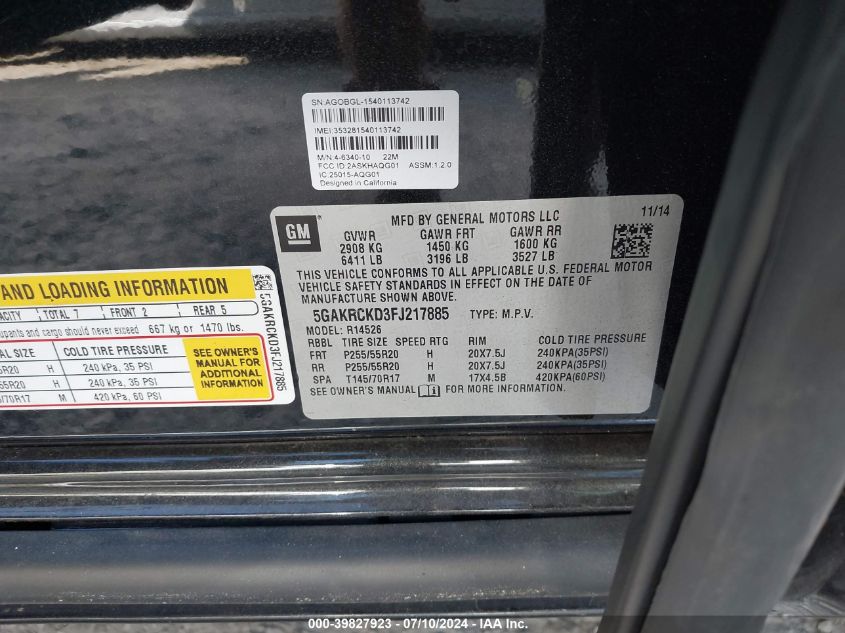 SN:AGOBGL-1540113742
IMEI:353281540113742
M/N:4-6340-10 22M
FCC ID:2ASKHAQG01 ASSM:1.2.0
IC:25015-AQG01
Designed in California
GM
MFD BY GENERAL MOTORS LLC 11/14
GVWR GAWR FRT GAWR RR
2908 KG 1450 KG 1600 KG
6411 LB 3196 LB 3527 LB
THIS VEHICLE CONFORMS TO ALL APPLICABLE U.S. FEDERAL MOTOR
VEHICLE SAFETY STANDARDS IN EFFECT ON THE DATE OF
MANUFACTURE SHOWN ABOVE.
5GAKRCKD3FJ217885 TYPE: M.P.V.
MODEL: R14526
RBBL TIRE SIZE SPEED RTG RIM COLD TIRE PRESSURE
FRT P255/55R20 H 20X7.5J 240KPA(35PSI)
RR P255/55R20 H 20X7.5J 240KPA(35PSI)
SPA T145/70R17 M 17X4.5B 420KPA(60PSI)
SEE OWNER'S MANUAL FOR MORE INFORMATION
AND LOADING INFORMATION
TOTAL 7 FRONT 2 REAR 5
cargo should never exceed 667 kg or 1470 lbs.
SIZE COLD TIRE PRESSURE
H 240 kPa, 35 PSI
H 240 kPa, 35 PSI
M 420 kPa, 60 PSI
SEE OWNER'S
MANUAL FOR
ADDITIONAL
INFORMATION
5GAKRCKD3FJ217885
000-39827923 - 07/10/2024 - IAAI.com